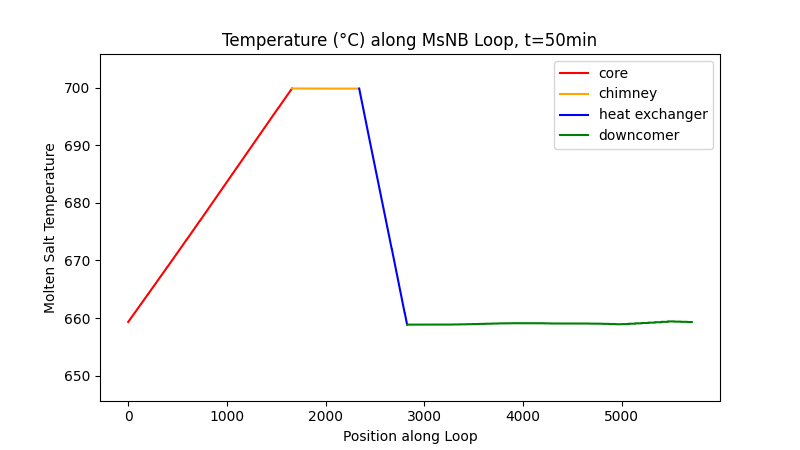 Temperature (°C) along MsNB Loop, t=50min
core
chimney
heat exchanger
downcomer
Molten Salt Temperature
700
690
680
670
660
650
0 1000 2000 3000 4000 5000
Position along Loop